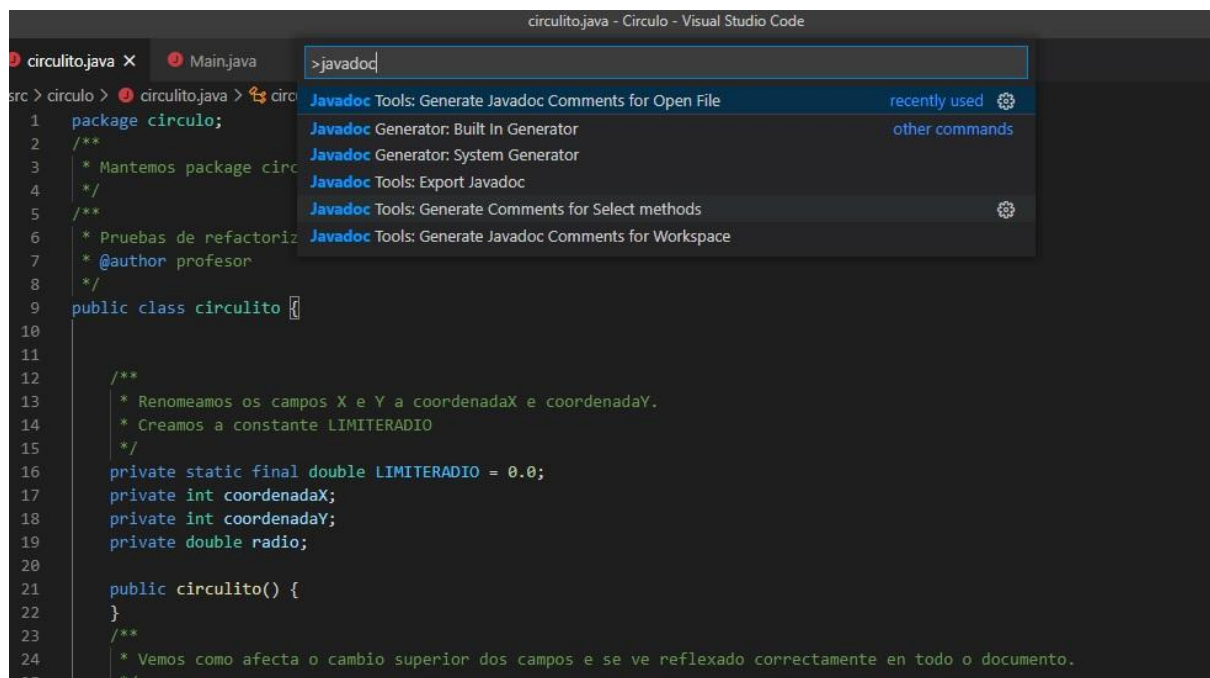 circulito.java - Circulo - Visual Studio Code
circulito.java Main.java
>javadoc
src > circulo > circulito.java > circ
Javadoc Tools: Generate Javadoc Comments for Open File recently used
Javadoc Generator: Built In Generator other commands
Javadoc Generator: System Generator
Javadoc Tools: Export Javadoc
Javadoc Tools: Generate Comments for Select methods
Javadoc Tools: Generate Javadoc Comments for Workspace
1 package circulo;
2 /**
3 * Mantemos package circ
4 */
5 /**
6 * Pruebas de refactoriz
7 * @author profesor
8 */
9 public class circulito {
10
11
12 /**
13 * Renomeamos os campos X e Y a coordenadaX e coordenadaY.
14 * Creamos a constante LIMITERADIO
15 */
16 private static final double LIMITERADIO = 0.0;
17 private int coordenadaX;
18 private int coordenadaY;
19 private double radio;
20
21 public circulito() {
22 }
23 /**
24 * Vemos como afecta o cambio superior dos campos e se ve reflexado correctamente en todo o documento.